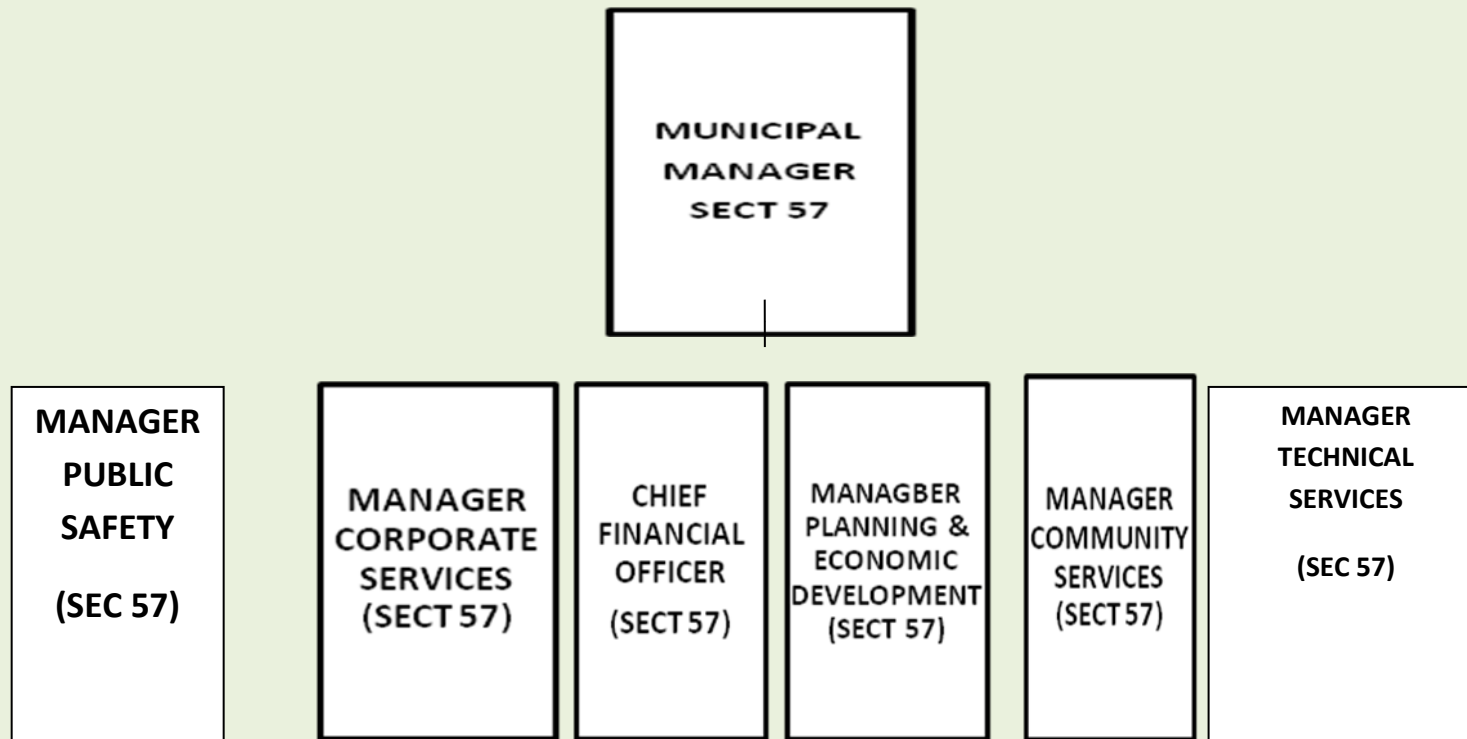 MUNICIPAL
MANAGER
SECT 57
MANAGER
PUBLIC
SAFETY
(SEC 57)
MANAGER
CORPORATE
SERVICES
(SECT 57)
CHIEF
FINANCIAL
OFFICER
(SECT 57)
MANAGBER
PLANNING &
ECONOMIC
DEVELOPMENT
(SECT 57)
MANAGER
COMMUNITY
SERVICES
(SECT 57)
MANAGER
TECHNICAL
SERVICES
(SEC 57)